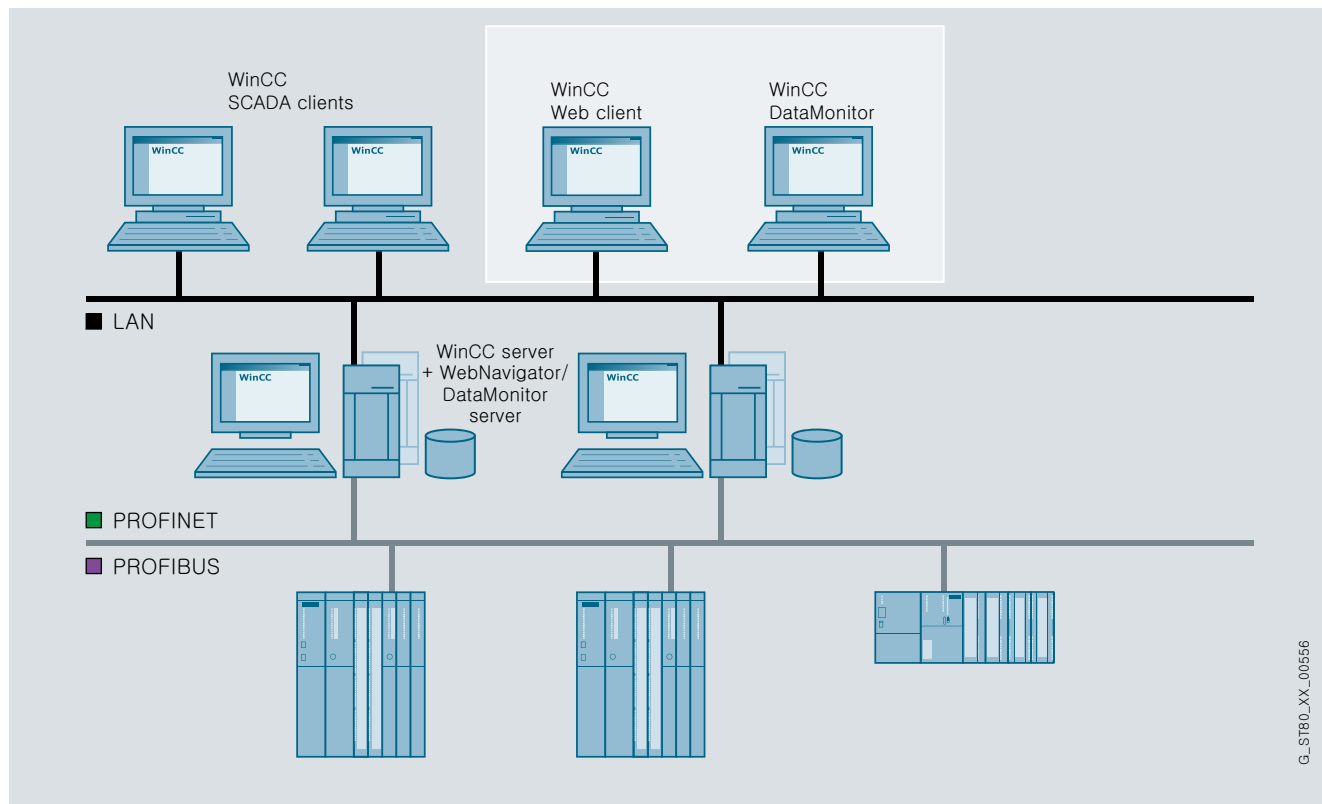 WinCC
SCADA clients
WinCC
Web client
WinCC
DataMonitor
WinCC
WinCC
WinCC
WinCC
LAN
WinCC server
+ WebNavigator/
DataMonitor
server
WinCC
WinCC
PROFINET
PROFIBUS
G_ST80_XX_00556